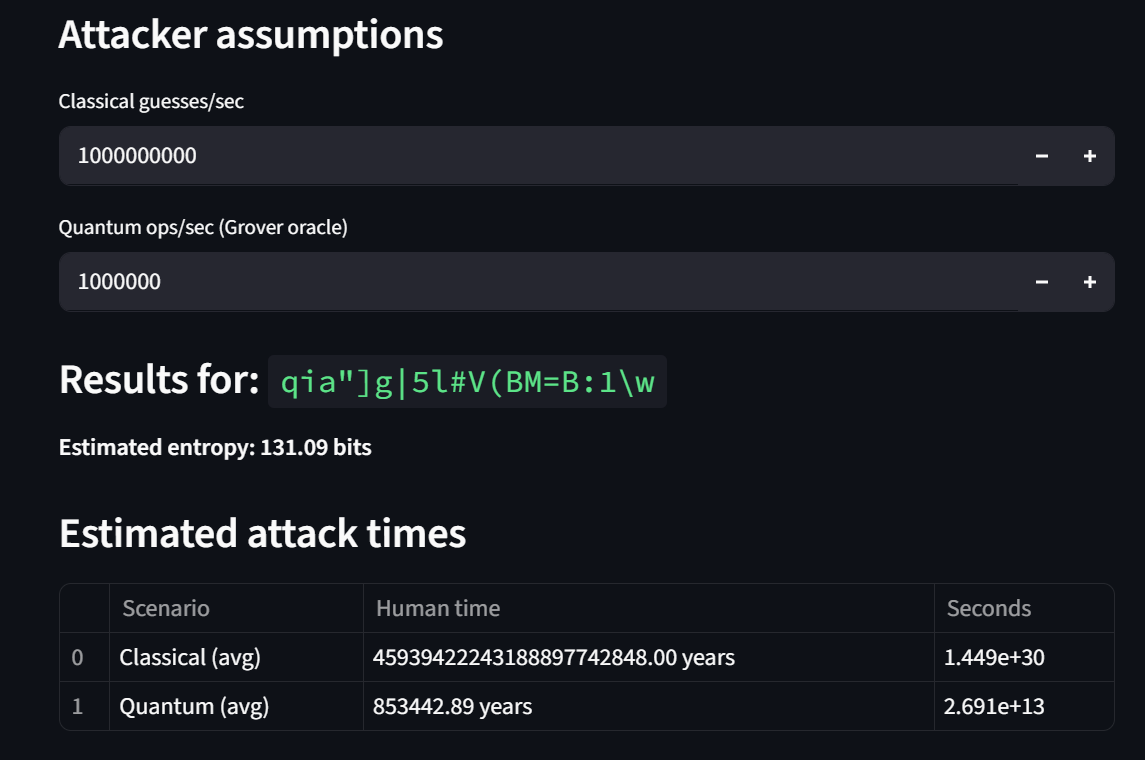 Attacker assumptions
Classical guesses/sec
1000000000
Quantum ops/sec (Grover oracle)
1000000
Results for: qia"]g|5l#V(BM=B:1\w
Estimated entropy: 131.09 bits
Estimated attack times
Scenario Human time Seconds
0 Classical (avg) 45939422243188897742848.00 years 1.449e+30
1 Quantum (avg) 853442.89 years 2.691e+13